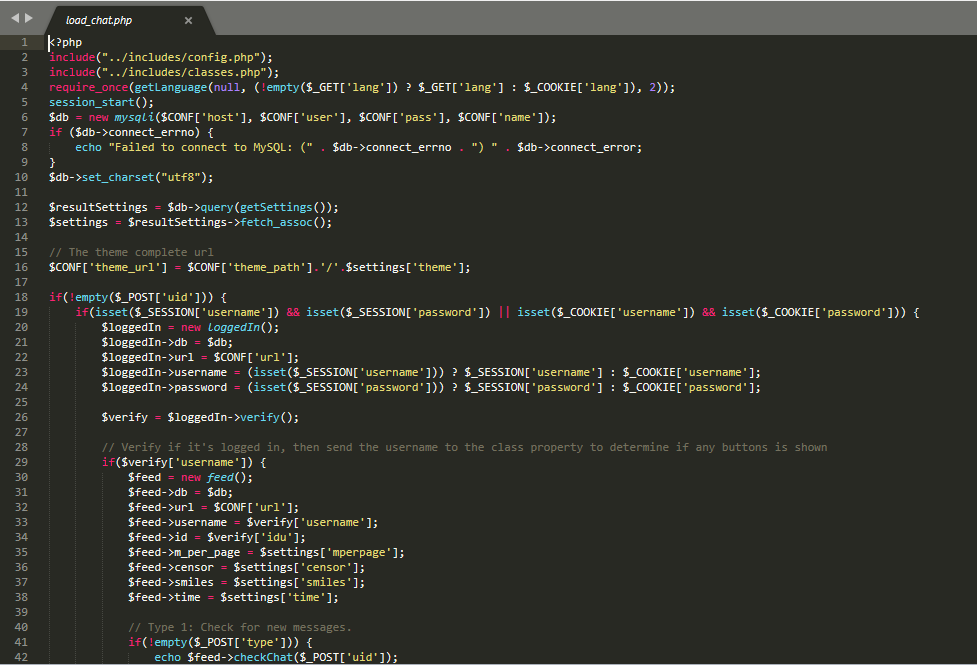 load_chat.php ×
1 <?php
2 include("../includes/config.php");
3 include("../includes/classes.php");
4 require_once(getLanguage(null, (!empty($_GET['lang']) ? $_GET['lang'] : $_COOKIE['lang']), 2));
5 session_start();
6 $db = new mysqli($CONF['host'], $CONF['user'], $CONF['pass'], $CONF['name']);
7 if ($db->connect_errno) {
8     echo "Failed to connect to MySQL: (" . $db->connect_errno . ") " . $db->connect_error;
9 }
10 $db->set_charset("utf8");
11
12 $resultSettings = $db->query(getSettings());
13 $settings = $resultSettings->fetch_assoc();
14
15 // The theme complete url
16 $CONF['theme_url'] = $CONF['theme_path'].'/'.$settings['theme'];
17
18 if(!empty($_POST['uid'])) {
19     if(isset($_SESSION['username']) && isset($_SESSION['password']) || isset($_COOKIE['username']) && isset($_COOKIE['password'])) {
20         $loggedIn = new loggedIn();
21         $loggedIn->db = $db;
22         $loggedIn->url = $CONF['url'];
23         $loggedIn->username = (isset($_SESSION['username'])) ? $_SESSION['username'] : $_COOKIE['username'];
24         $loggedIn->password = (isset($_SESSION['password'])) ? $_SESSION['password'] : $_COOKIE['password'];
25
26         $verify = $loggedIn->verify();
27
28         // Verify if it's logged in, then send the username to the class property to determine if any buttons is shown
29         if($verify['username']) {
30             $feed = new feed();
31             $feed->db = $db;
32             $feed->url = $CONF['url'];
33             $feed->username = $verify['username'];
34             $feed->id = $verify['idu'];
35             $feed->m_per_page = $settings['mperpage'];
36             $feed->censor = $settings['censor'];
37             $feed->smiles = $settings['smiles'];
38             $feed->time = $settings['time'];
39
40             // Type 1: Check for new messages.
41             if(!empty($_POST['type'])) {
42                 echo $feed->checkChat($_POST['uid']);